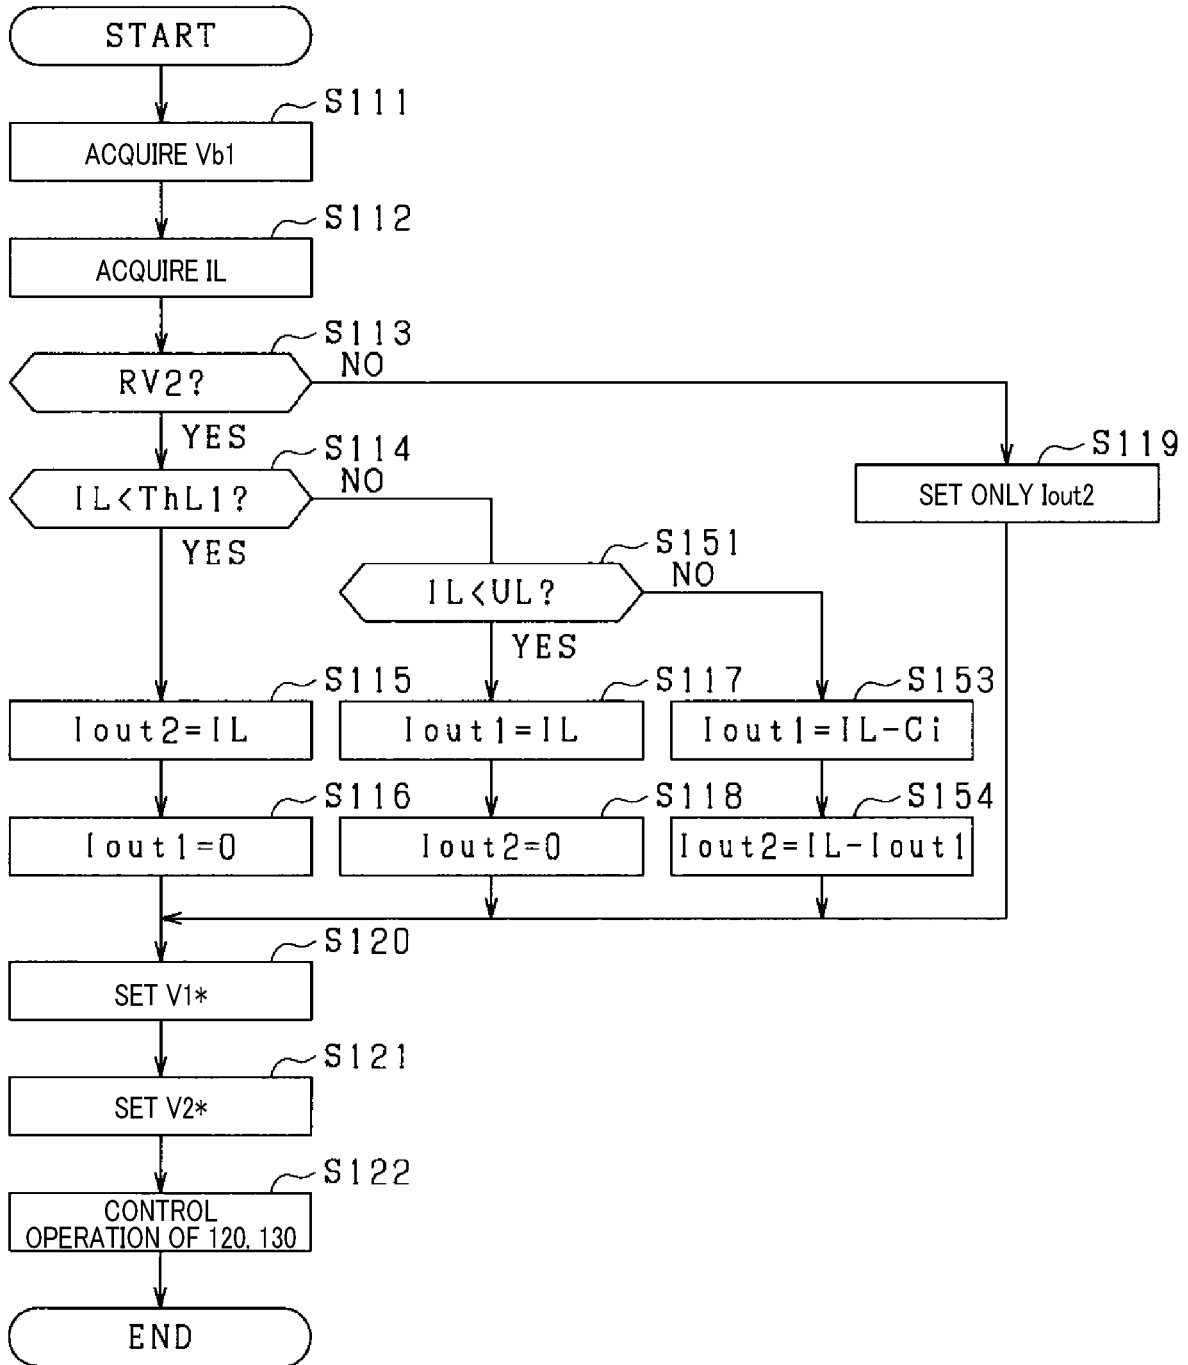 START
S111
ACQUIRE Vb1
S112
ACQUIRE IL
S113
RV2?
NO
YES
S114
IL<ThL1?
NO
YES
S119
SET ONLY Iout2
S151
IL<UL?
NO
YES
S115
Iout2=IL
S117
Iout1=IL
S153
Iout1=IL-Ci
S116
Iout1=0
S118
Iout2=0
S154
Iout2=IL-Iout1
S120
SET V1*
S121
SET V2*
S122
CONTROL
OPERATION OF 120, 130
END